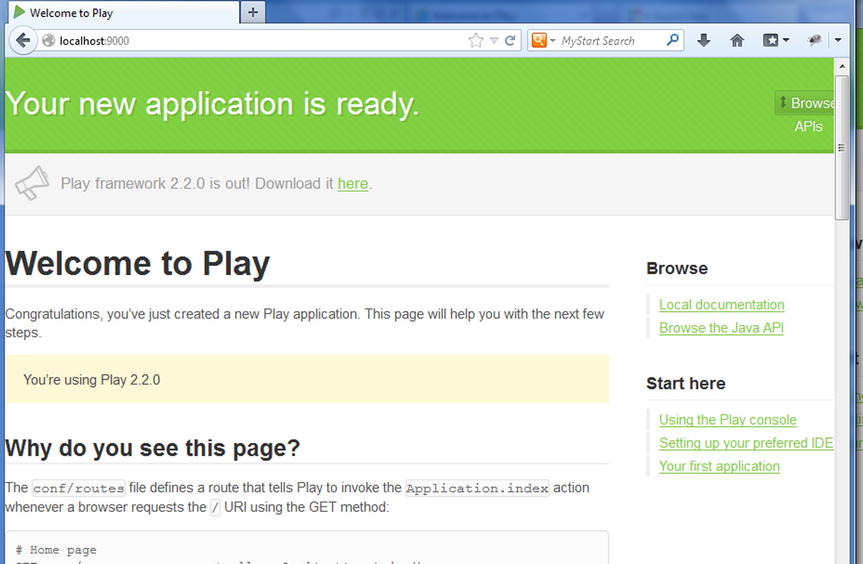 Welcome to Play
localhost:9000
MyStart Search
Your new application is ready.
Browse
APIs
Play framework 2.2.0 is out! Download it here.
Welcome to Play
Congratulations, you've just created a new Play application. This page will help you with the next few
steps.
You're using Play 2.2.0
Why do you see this page?
The conf/routes file defines a route that tells Play to invoke the Application.index action
whenever a browser requests the / URI using the GET method:
# Home page
Browse
Local documentation
Browse the Java API
Start here
Using the Play console
Setting up your preferred IDE
Your first application